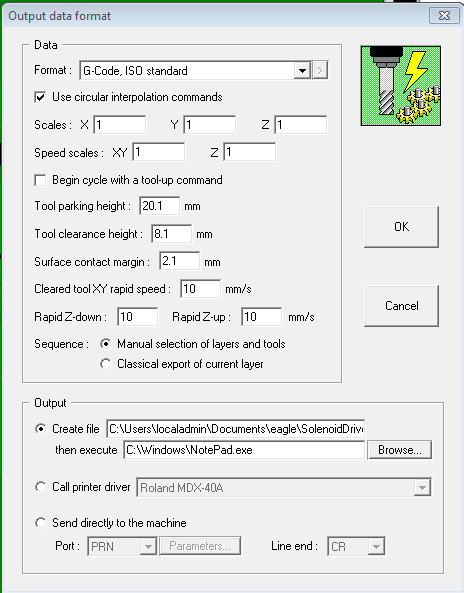 Output data format
Data
Format : G-Code, ISO standard >
Use circular interpolation commands
Scales : X 1 Y 1 Z 1
Speed scales : XY 1 Z 1
Begin cycle with a tool-up command
Tool parking height : 20.1 mm
Tool clearance height : 8.1 mm
Surface contact margin : 2.1 mm
Cleared tool XY rapid speed : 10 mm/s
Rapid Z-down : 10 Rapid Z-up : 10 mm/s
Sequence : Manual selection of layers and tools
Classical export of current layer
OK
Cancel
Output
Create file C:\Users\localadmin\Documents\eagle\SolenoidDrive
then execute C:\Windows\NotePad.exe Browse...
Call printer driver Roland MDX-40A
Send directly to the machine
Port : PRN Parameters... Line end : CR